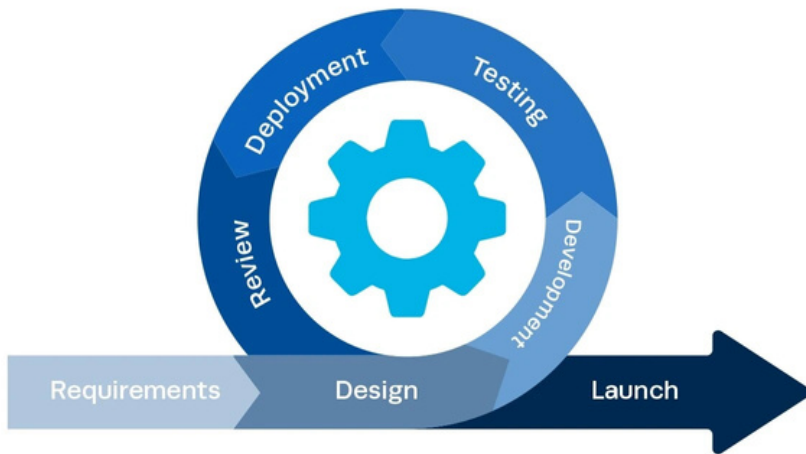 Deployment
Testing
Review
Development
Requirements
Design
Launch